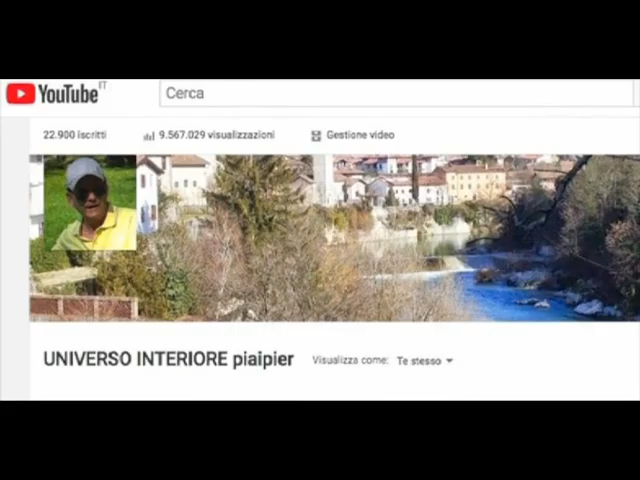 YouTube IT
Cerca
22.900 iscritti 9.567.029 visualizzazioni Gestione video
UNIVERSO INTERIORE piaipier Visualizza come: Te stesso